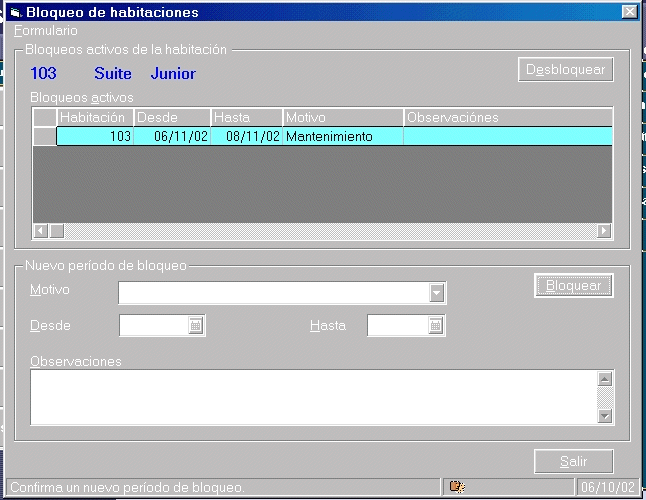 Bloqueo de habitaciones
Formulario
Bloqueos activos de la habitación
103 Suite Junior
Desbloquear
Bloqueos activos
Habitación Desde Hasta Motivo Observaciónes
103 06/11/02 08/11/02 Mantenimiento
Nuevo período de bloqueo
Motivo
Bloquear
Desde Hasta
Observaciones
Salir
Confirma un nuevo período de bloqueo. 06/10/02